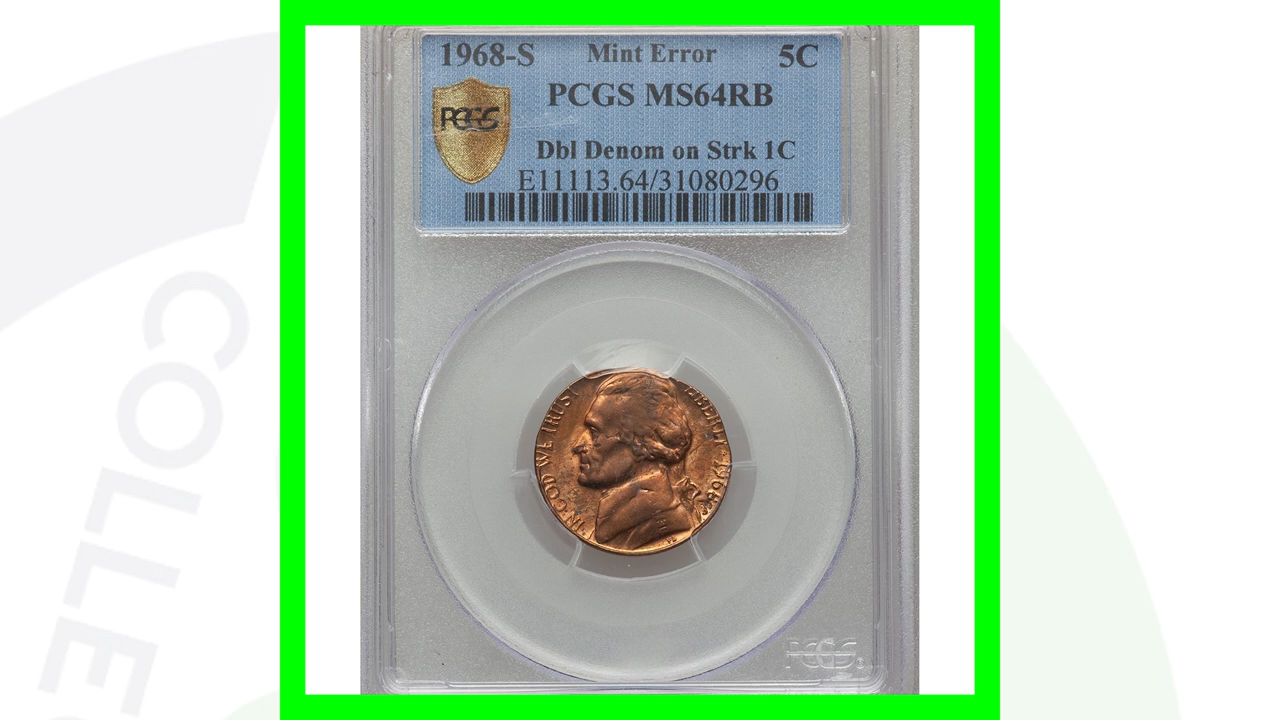 1968-S Mint Error 5C
PCGS MS64RB
PCGS
Dbl Denom on Strk 1C
E11113.64/31080296
IN GOD WE TRUST
LIBERTY 1968
PCGS
COLLE